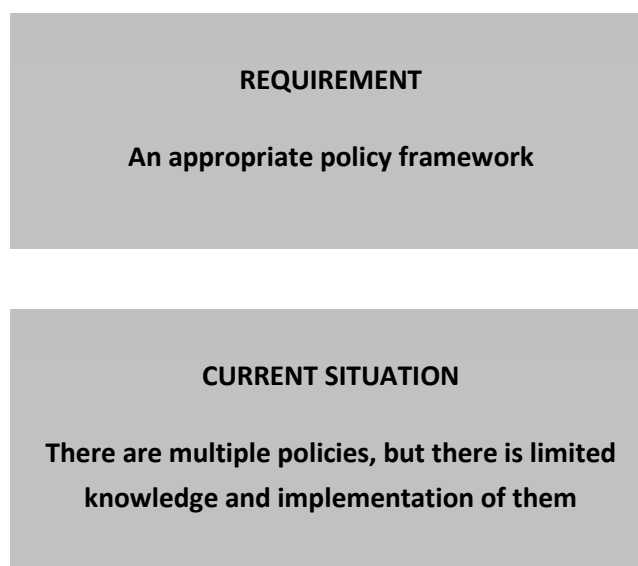 REQUIREMENT
An appropriate policy framework
CURRENT SITUATION
There are multiple policies, but there is limited
knowledge and implementation of them